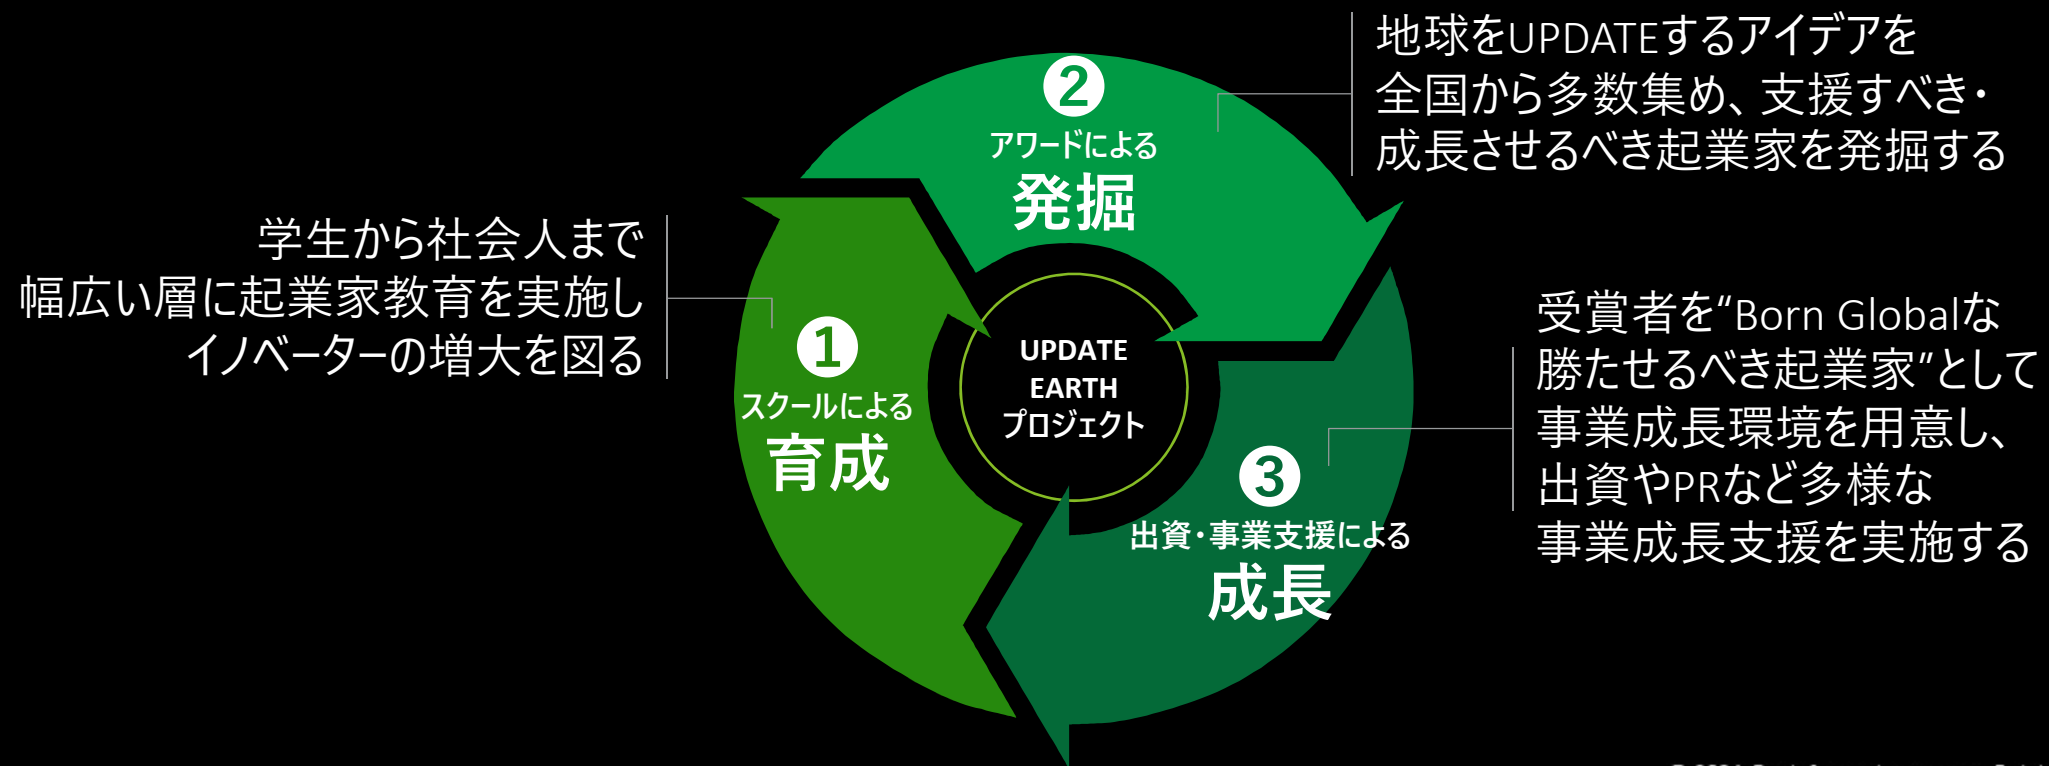 学生から社会人まで
幅広い層に起業家教育を実施し
イノベーターの増大を図る
1
スクールによる
育成
2
アワードによる
発掘
地球をUPDATEするアイデアを
全国から多数集め、支援すべき・
成長させるべき起業家を発掘する
UPDATE
EARTH
プロジェクト
3
出資・事業支援による
成長
受賞者を“Born Globalな
勝たせるべき起業家”として
事業成長環境を用意し、
出資やPRなど多様な
事業成長支援を実施する